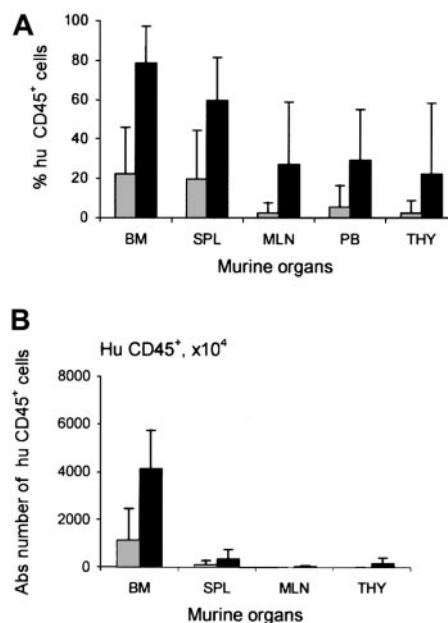 A
100
80
60
40
20
0
% hu CD45⁺ cells
BM SPL MLN PB THY
Murine organs
B
Hu CD45⁺, x10⁴
8000
6000
4000
2000
0
Abs number of hu CD45⁺ cells
BM SPL MLN THY
Murine organs